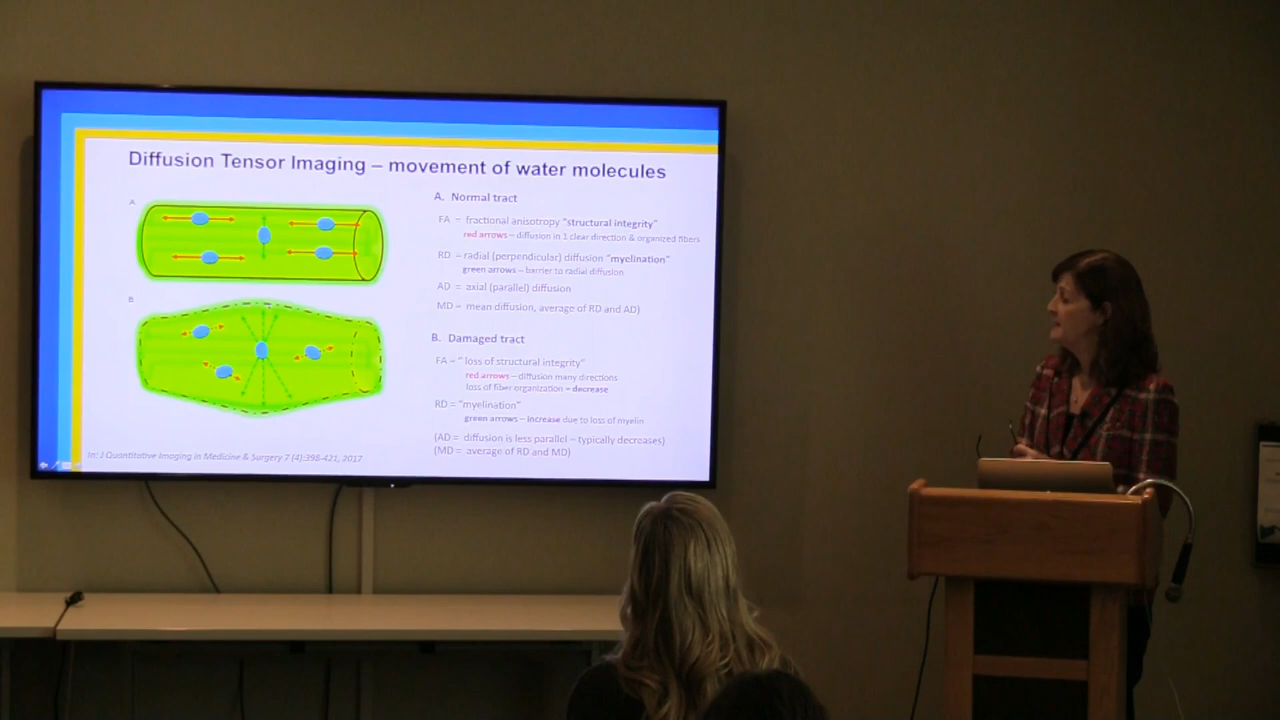 Diffusion Tensor Imaging – movement of water molecules
A
B
A. Normal tract
FA = fractional anisotropy "structural integrity"
red arrows – diffusion in 1 clear direction & organized fibers
RD – radial (perpendicular) diffusion "myelination"
green arrows – barrier to radial diffusion
AD = axial (parallel) diffusion
MD = mean diffusion, average of RD and AD)
B. Damaged tract
FA – " loss of structural integrity"
red arrows – diffusion many directions
loss of fiber organization – decrease
RD = "myelination"
green arrows – increase due to loss of myelin
(AD = diffusion is less parallel – typically decreases)
(MD = average of RD and MD)
In: J Quantitative Imaging in Medicine & Surgery 7 (4):398-421, 2017